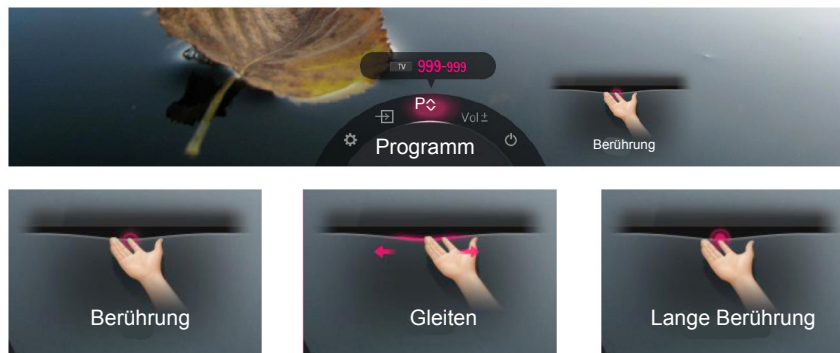 TV 999-999
P
Vol ±
Programm
Berührung
Berührung
Gleiten
Lange Berührung